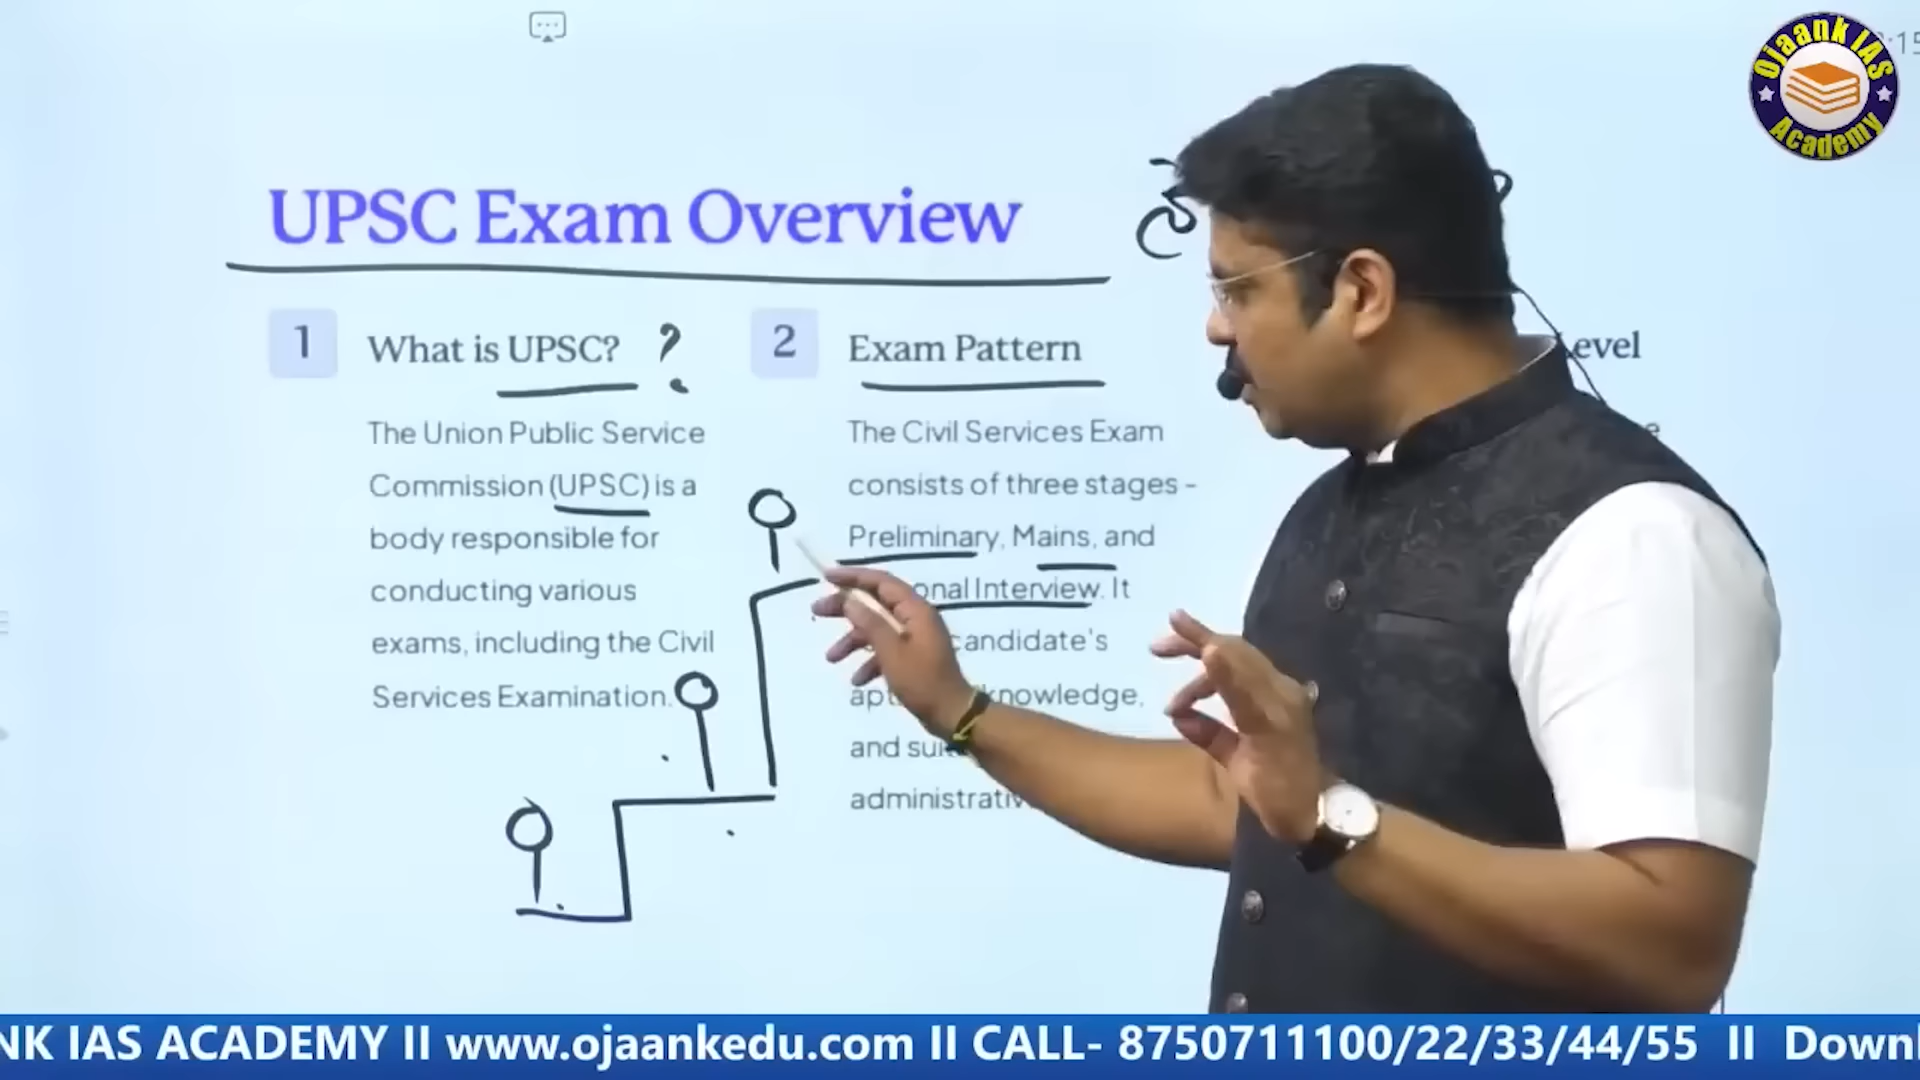 Ojaank IAS
Academy
:15
UPSC Exam Overview
1
What is UPSC? ?
The Union Public Service
Commission (UPSC) is a
body responsible for
conducting various
exams, including the Civil
Services Examination.
2
Exam Pattern
The Civil Services Exam
consists of three stages -
Preliminary, Mains, and
onal Interview. It
candidate's
knowledge,
and
Level
NK IAS ACADEMY II www.ojaankedu.com II CALL- 8750711100/22/33/44/55 II Downl